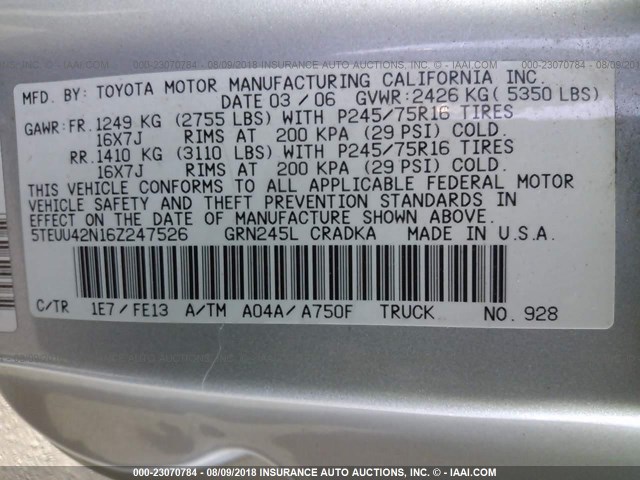 000-23070784 - 08/09/2018 INSURANCE AUTO AUCTIONS, INC. - © IAAI.COM
MFD. BY: TOYOTA MOTOR MANUFACTURING CALIFORNIA INC.
DATE 03 / 06 GVWR: 2426 KG( 5350 LBS)
GAWR: FR. 1249 KG (2755 LBS) WITH P245/75R16 TIRES
16X7J RIMS AT 200 KPA (29 PSI) COLD.
RR. 1410 KG (3110 LBS) WITH P245/75R16 TIRES
16X7J RIMS AT 200 KPA (29 PSI) COLD.
THIS VEHICLE CONFORMS TO ALL APPLICABLE FEDERAL MOTOR
VEHICLE SAFETY AND THEFT PREVENTION STANDARDS IN
EFFECT ON THE DATE OF MANUFACTURE SHOWN ABOVE.
5TEUU42N16Z247526 GRN245L CRADKA MADE IN U.S.A.
C/TR 1E7 / FE13 A/TM A04A / A750F TRUCK NO. 928
000-23070784 - 08/09/2018 INSURANCE AUTO AUCTIONS, INC. - © IAAI.COM